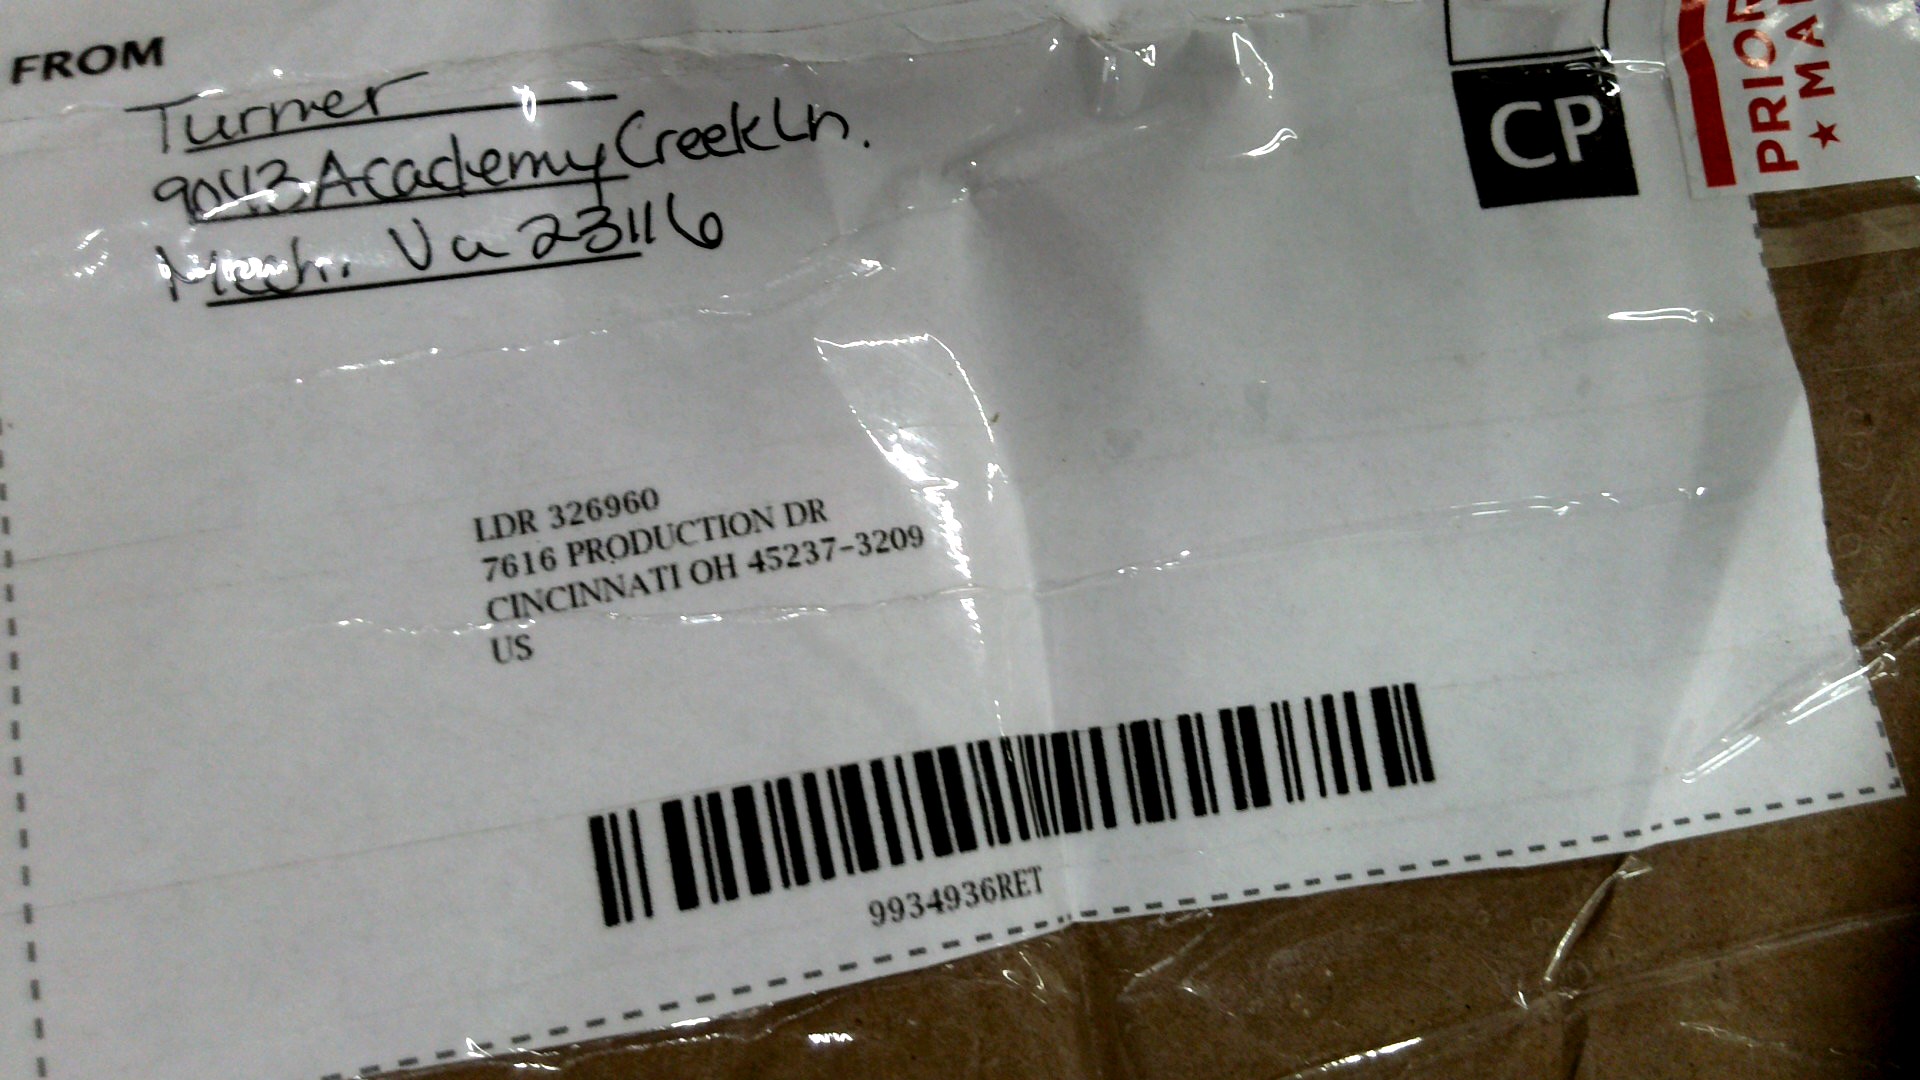 FROM
Turner
9043 Academy Creek Ln.
Mech. Va 23116
CP
LDR 326960
7616 PRODUCTION DR
CINCINNATI OH 45237-3209
US
9934936RET